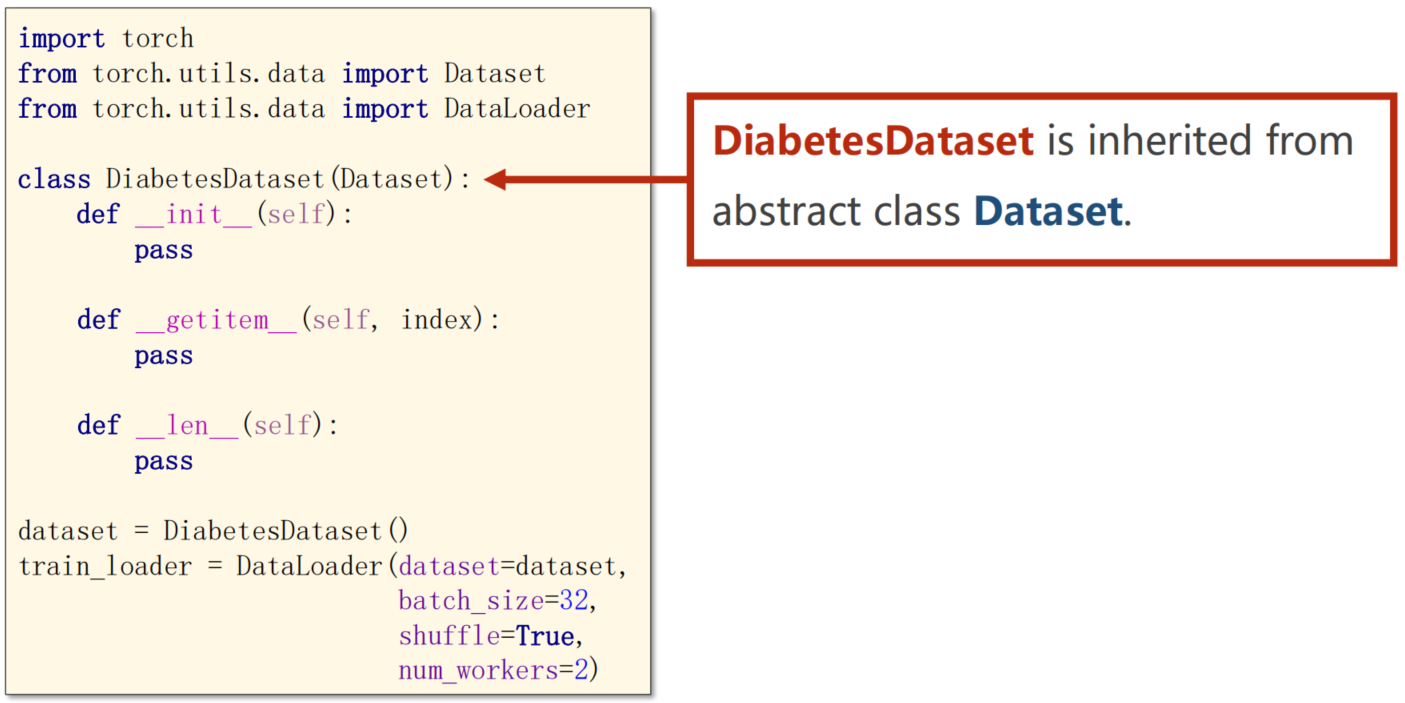 import torch
from torch.utils.data import Dataset
from torch.utils.data import DataLoader
class DiabetesDataset(Dataset):
    def __init__(self):
        pass
    def __getitem__(self, index):
        pass
    def __len__(self):
        pass
dataset = DiabetesDataset()
train_loader = DataLoader(dataset=dataset,
                          batch_size=32,
                          shuffle=True,
                          num_workers=2)
DiabetesDataset is inherited from
abstract class Dataset.